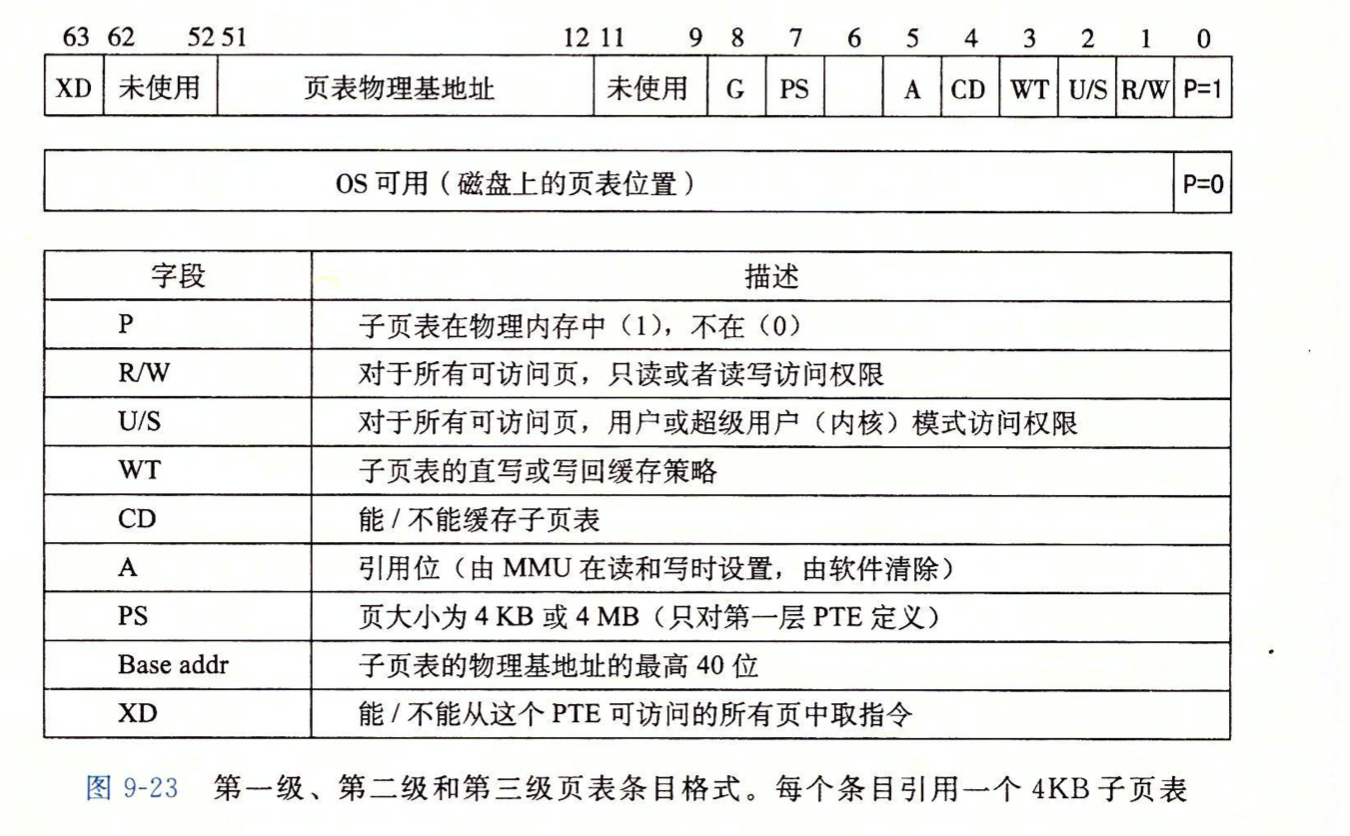 63 62 52 51 12 11 9 8 7 6 5 4 3 2 1 0
XD 未使用 页表物理基地址 未使用 G PS A CD WT U/S R/W P=1
OS 可用（磁盘上的页表位置） P=0
字段 描述
P 子页表在物理内存中（1），不在（0）
R/W 对于所有可访问页，只读或者读写访问权限
U/S 对于所有可访问页，用户或超级用户（内核）模式访问权限
WT 子页表的直写或写回缓存策略
CD 能 / 不能缓存子页表
A 引用位（由 MMU 在读和写时设置，由软件清除）
PS 页大小为 4 KB 或 4 MB（只对第一层 PTE 定义）
Base addr 子页表的物理基地址的最高 40 位
XD 能 / 不能从这个 PTE 可访问的所有页中取指令
图 9-23 第一级、第二级和第三级页表条目格式。每个条目引用一个 4KB 子页表